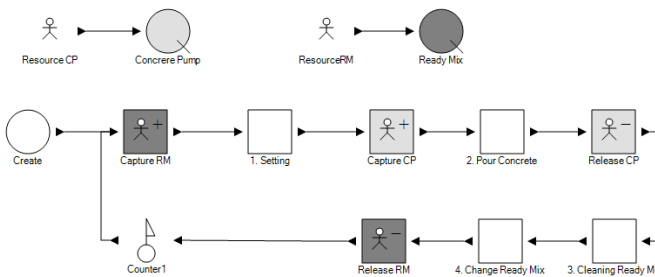 Resource CP
Concrere Pump
ResourceRM
Ready Mix
Create
Capture RM
1. Setting
Capture CP
2. Pour Concrete
Release CP
Counter1
Release RM
4. Change Ready Mix
3. Cleaning Ready M